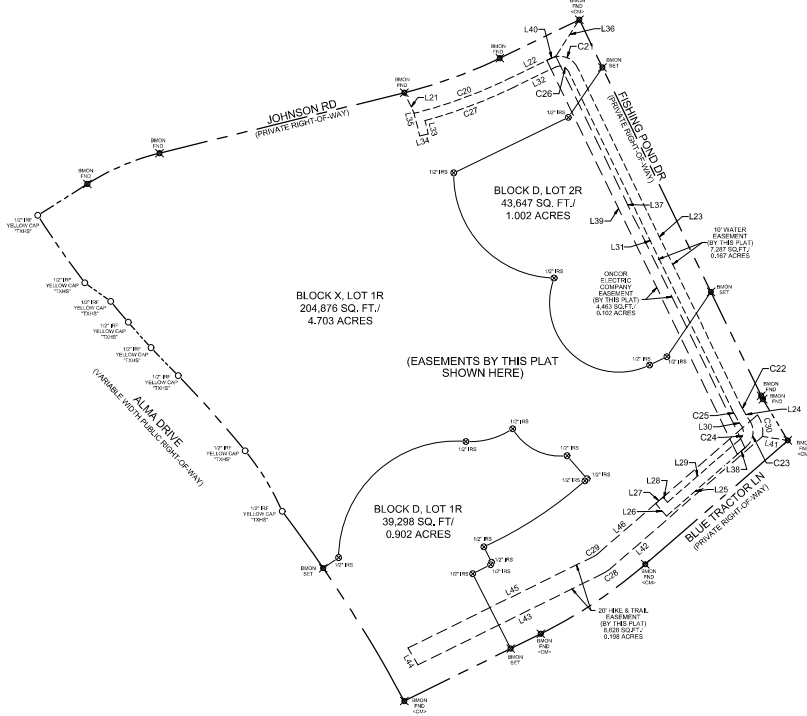 BMON
FND
<CM>
L40
L36
C21
BMON
FND
BMON
SET
L22
L32
C26
BMON
FND
L21
C20
C27
L35
L33
L34
JOHNSON RD
(PRIVATE RIGHT-OF-WAY)
FISHING POND DR
(PRIVATE RIGHT-OF-WAY)
1/2" IRS
BMON
FND
BMON
FND
1/2" IRS
BLOCK D, LOT 2R
43,647 SQ. FT./
1.002 ACRES
L37
L39
L23
L31
10' WATER
EASEMENT
(BY THIS PLAT)
7,287 SQ.FT./
0.167 ACRES
1/2" IRF
YELLOW CAP
"TXHS"
1/2" IRS
ONCOR
ELECTRIC
COMPANY
EASEMENT
(BY THIS PLAT)
4,463 SQ.FT./
0.102 ACRES
BMON
SET
1/2" IRF
YELLOW CAP
"TXHS"
BLOCK X, LOT 1R
204,876 SQ. FT./
4.703 ACRES
1/2" IRF
YELLOW CAP
"TXHS"
1/2" IRF
YELLOW CAP
"TXHS"
1/2" IRF
YELLOW CAP
"TXHS"
1/2" IRF
YELLOW CAP
"TXHS"
(EASEMENTS BY THIS PLAT
SHOWN HERE)
1/2" IRS
1/2" IRS
ALMA DRIVE
(VARIABLE WIDTH PUBLIC RIGHT-OF-WAY)
C22
BMON
FND
BMON
FND
L24
C25
L30
C24
C30
L41
BMON
FND
<CM>
C23
L38
1/2" IRF
YELLOW CAP
"TXHS"
1/2" IRS
1/2" IRS
1/2" IRS
1/2" IRS
L29
L28
L27
L26
L25
BLUE TRACTOR LN
(PRIVATE RIGHT-OF-WAY)
1/2" IRF
YELLOW CAP
"TXHS"
BLOCK D, LOT 1R
39,298 SQ. FT/
0.902 ACRES
L46
L42
C29
C28
1/2" IRS
1/2" IRS
1/2" IRS
1/2" IRS
BMON
SET
BMON
FND
<CM>
L45
L43
L44
20' HIKE & TRAIL
EASEMENT
(BY THIS PLAT)
8,628 SQ.FT./
0.198 ACRES
BMON
SET
BMON
FND
<CM>
BMON
FND
<CM>